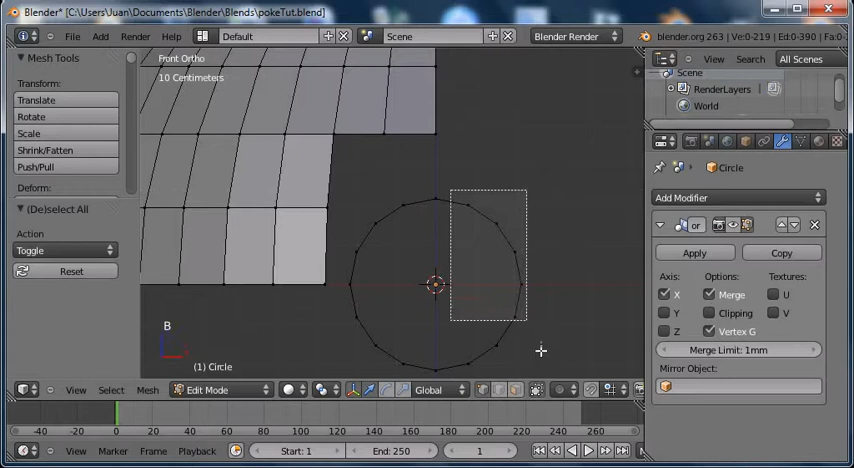 Blender* [C:\Users\Juan\Documents\Blender\Blends\pokeTut.blend]
File Add Render Help Default Scene Blender Render blender.org 263 | Ve:0-219 | Ed:0-390 | Fa:0
Mesh Tools
Transform:
Translate
Rotate
Scale
Shrink/Fatten
Push/Pull
Deform:
(De)select All
Action
Toggle
Reset
Front Ortho
10 Centimeters
B
(1) Circle
View Select Mesh Edit Mode Global
-40 -20 0 20 40 60 80 100 120 140 160 180 200 220 240 260
View Marker Frame Playback Start: 1 End: 250 1
View Search All Scenes
Scene
RenderLayers
World
Circle
Add Modifier
or
Apply Copy
Axis: Options: Textures:
X Merge U
Y Clipping V
Z Vertex G
Merge Limit: 1mm
Mirror Object: